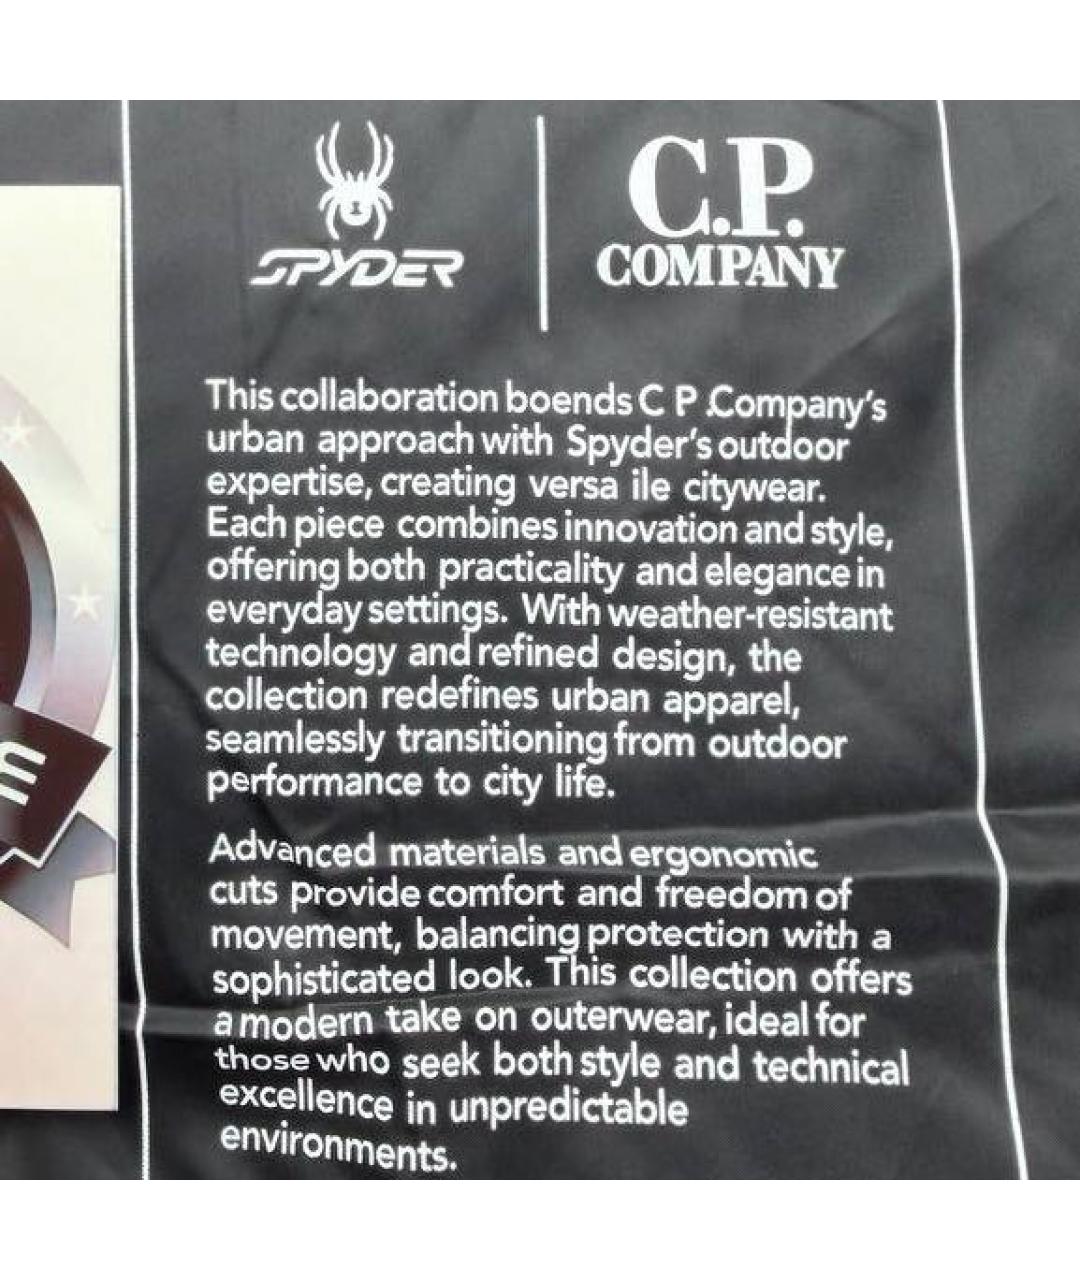 SPYDER
C.P.
COMPANY
This collaboration boends C P .Company's
urban approach with Spyder's outdoor
expertise, creating versa ile citywear.
Each piece combines innovation and style,
offering both practicality and elegance in
everyday settings. With weather-resistant
technology and refined design, the
collection redefines urban apparel,
seamlessly transitioning from outdoor
performance to city life.
Advanced materials and ergonomic
cuts provide comfort and freedom of
movement, balancing protection with a
sophisticated look. This collection offers
a modern take on outerwear, ideal for
those who seek both style and technical
excellence in unpredictable
environments.